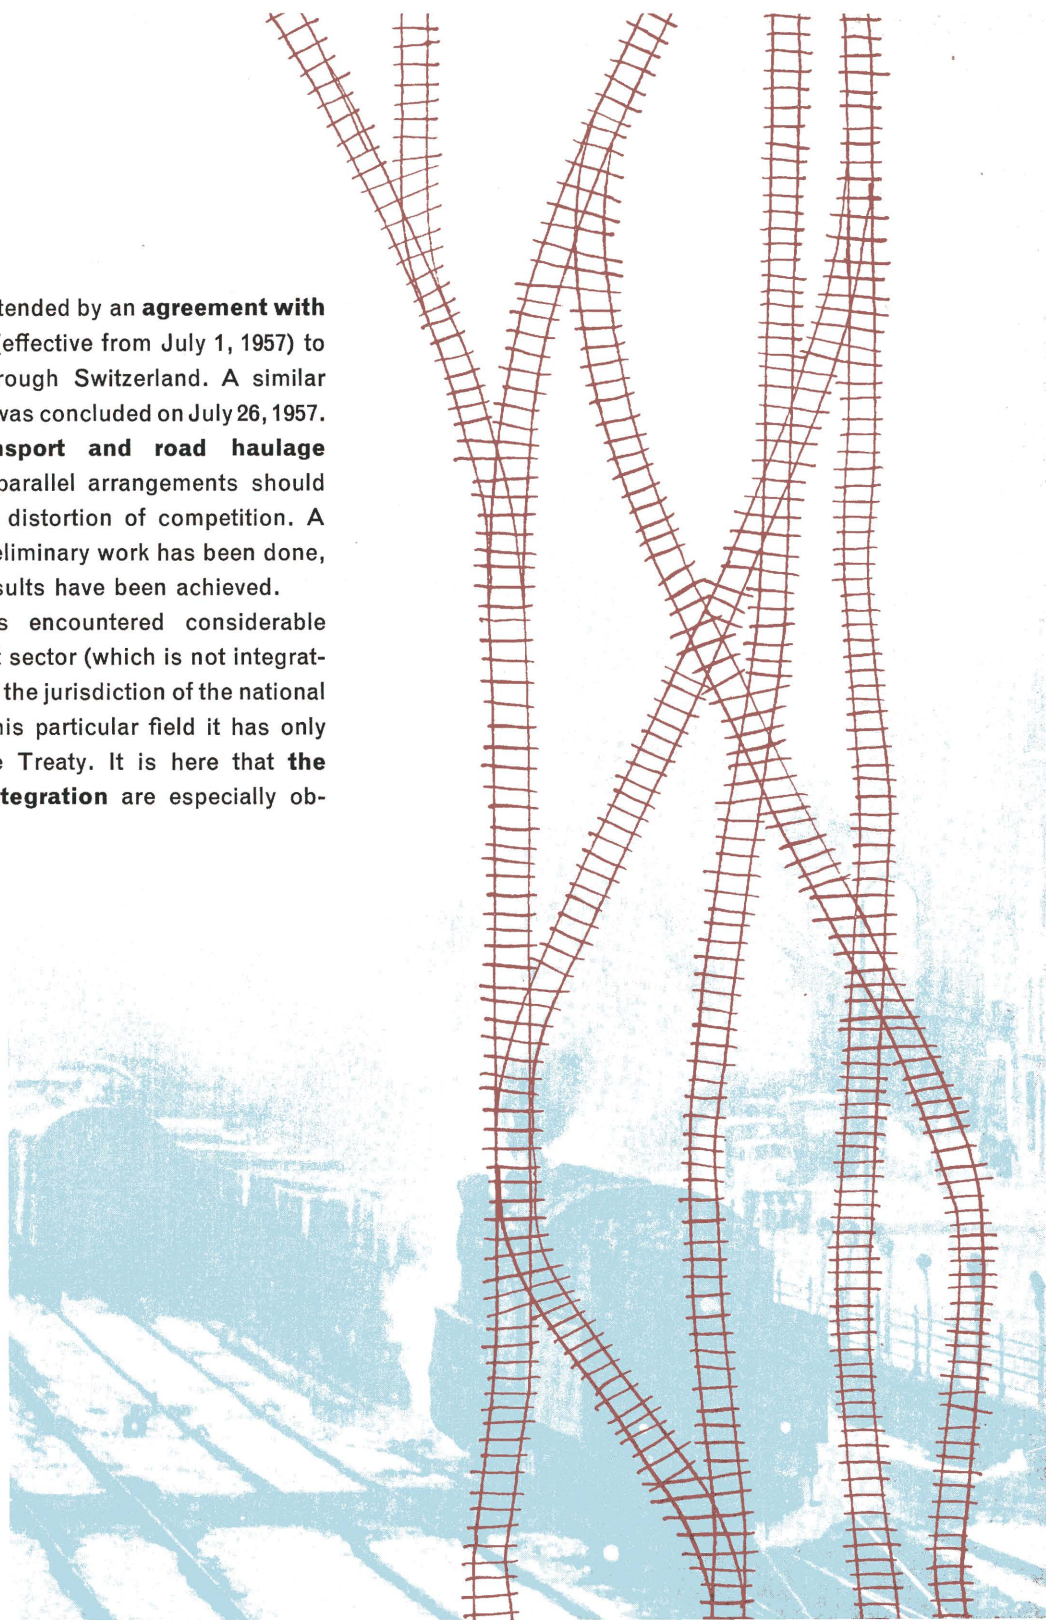 tended by an agreement with
(effective from July 1, 1957) to
rough Switzerland. A similar
was concluded on July 26, 1957.
nsport and road haulage
parallel arrangements should
distortion of competition. A
eliminary work has been done,
sults have been achieved.
s encountered considerable
t sector (which is not integrat-
the jurisdiction of the national
his particular field it has only
e Treaty. It is here that the
ntegration are especially ob-